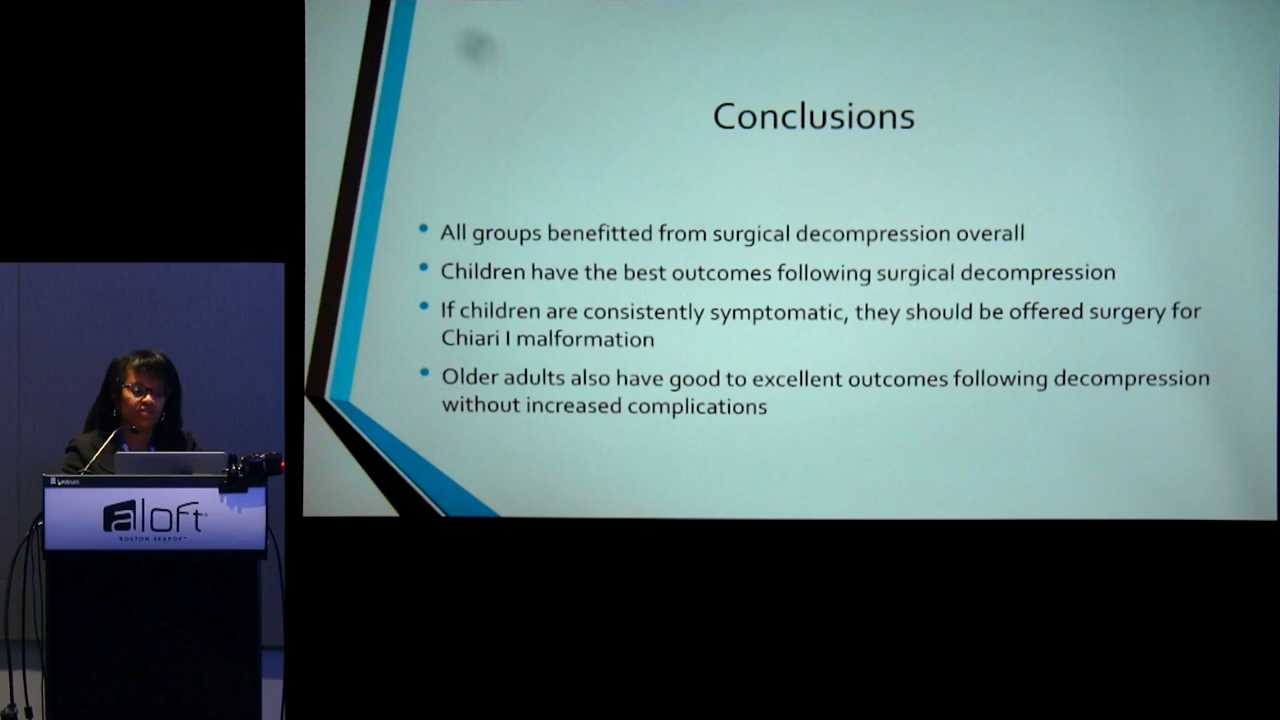 Conclusions
• All groups benefitted from surgical decompression overall
• Children have the best outcomes following surgical decompression
• If children are consistently symptomatic, they should be offered surgery for
Chiari I malformation
• Older adults also have good to excellent outcomes following decompression
without increased complications
aloft